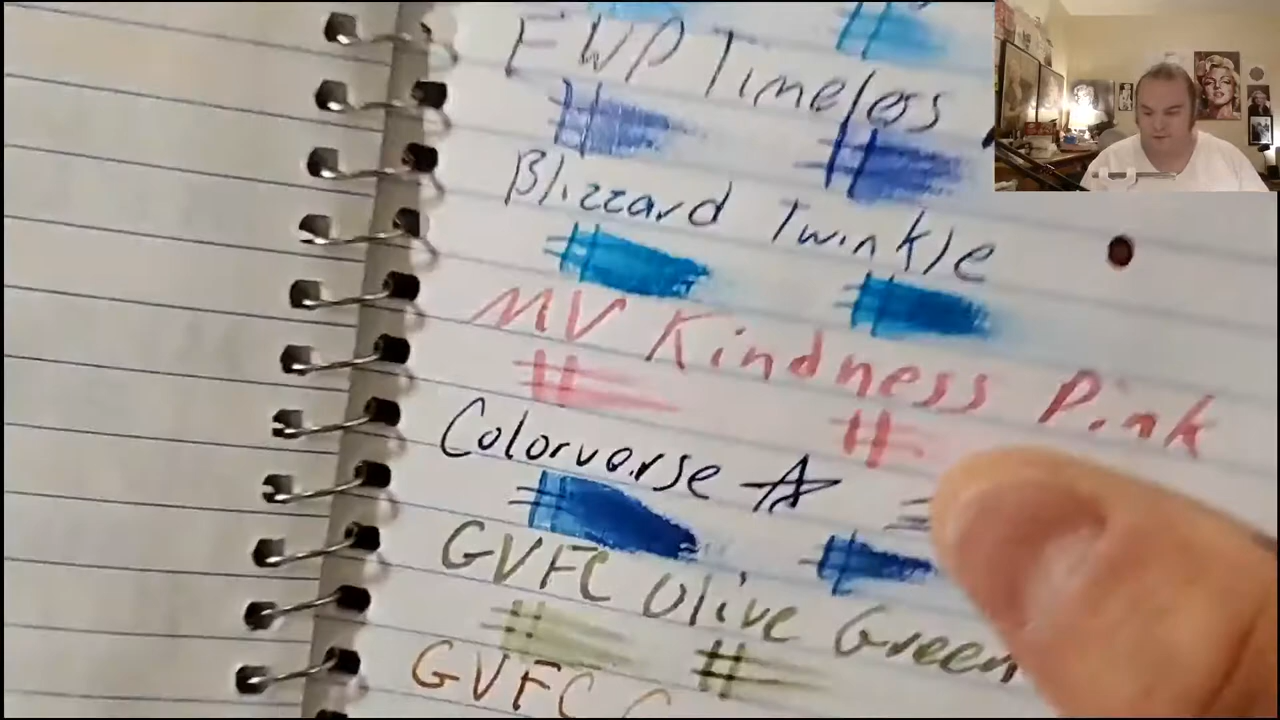 FWP Timeless
Blizzard Twinkle
MV Kindness Pink
Colorverse ☆
GVFC Olive Green
GVFC